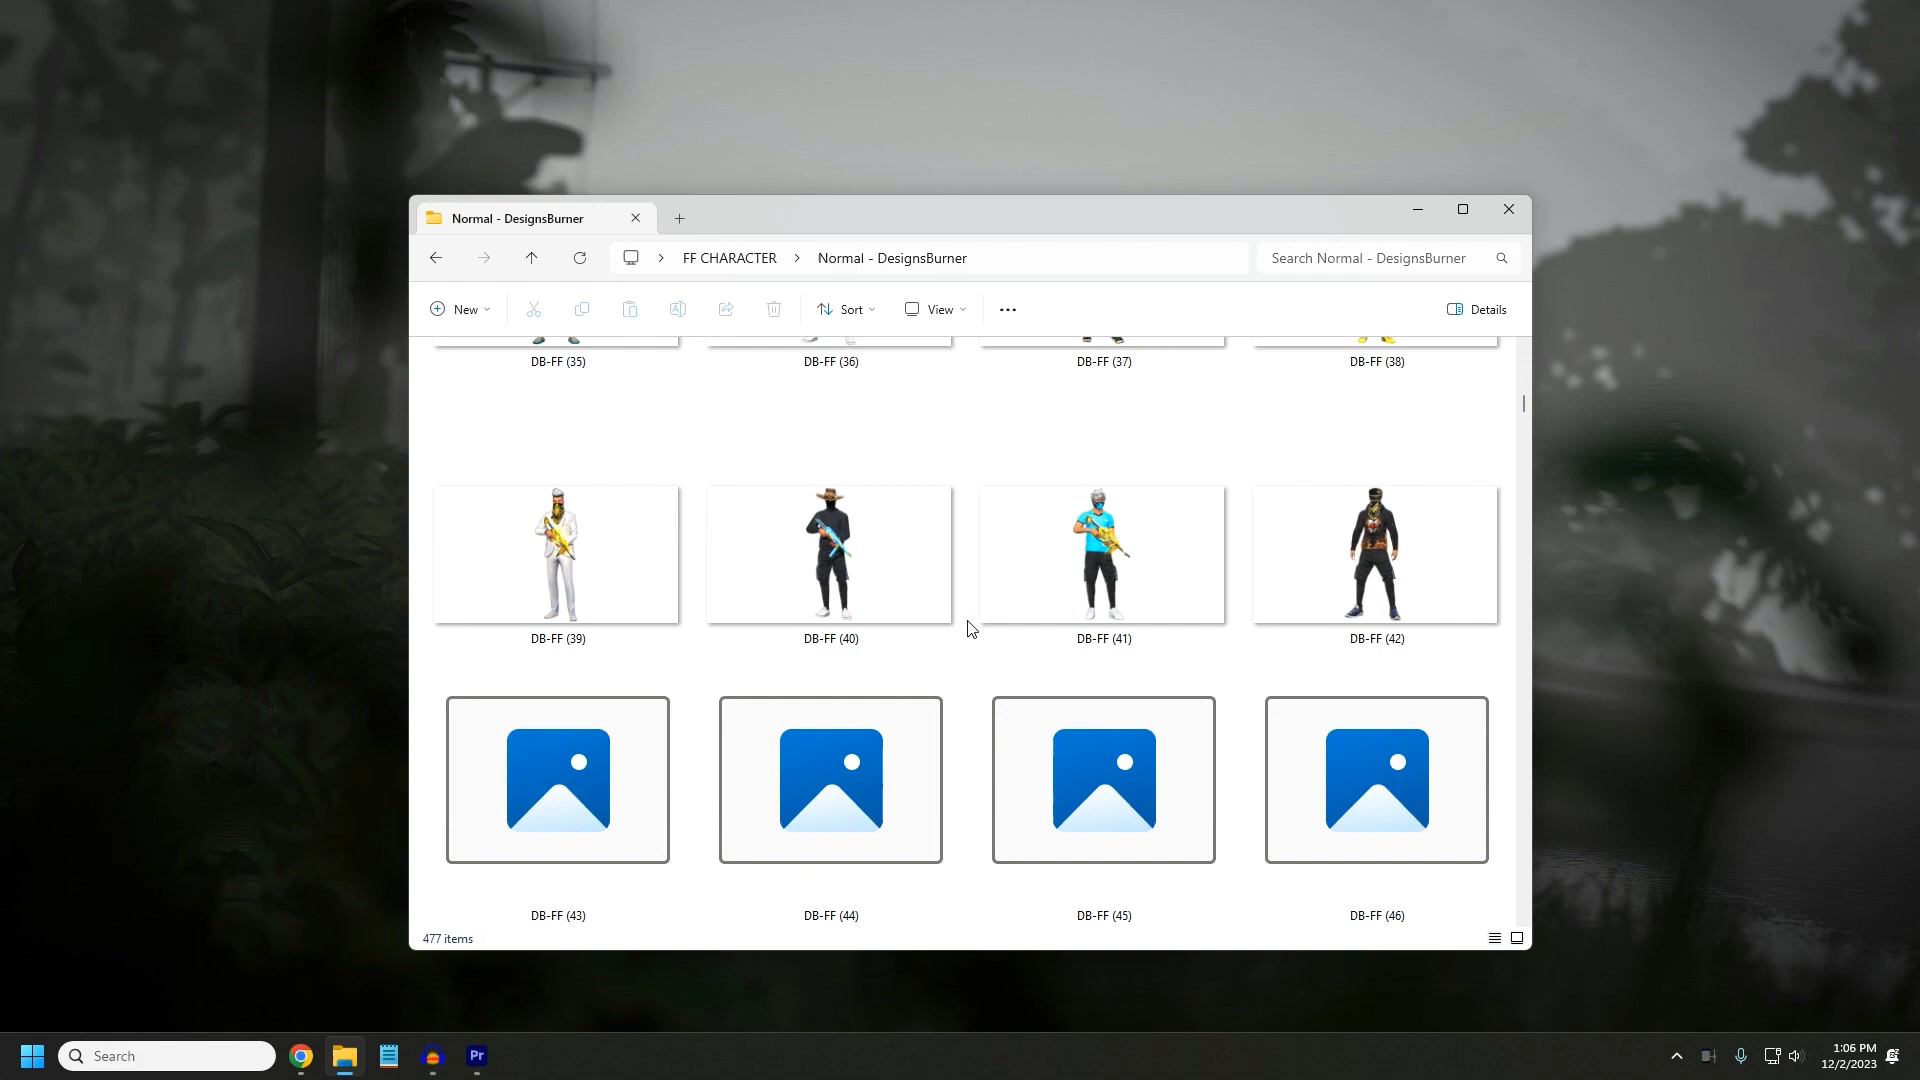 Normal - DesignsBurner
FF CHARACTER > Normal - DesignsBurner
Search Normal - DesignsBurner
New
Sort
View
Details
DB-FF (35)
DB-FF (36)
DB-FF (37)
DB-FF (38)
DB-FF (39)
DB-FF (40)
DB-FF (41)
DB-FF (42)
DB-FF (43)
DB-FF (44)
DB-FF (45)
DB-FF (46)
477 items
Search
Pr
1:06 PM
12/2/2023